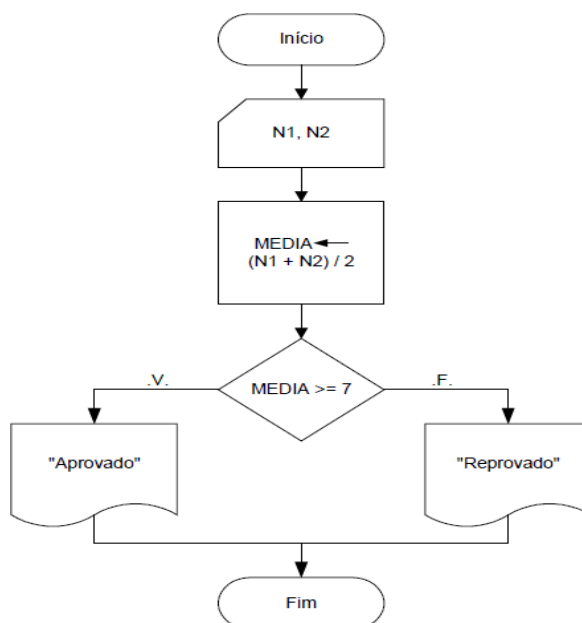 Início
N1, N2
MEDIA
(N1 + N2) / 2
.V.
MEDIA >= 7
.F.
"Aprovado"
"Reprovado"
Fim